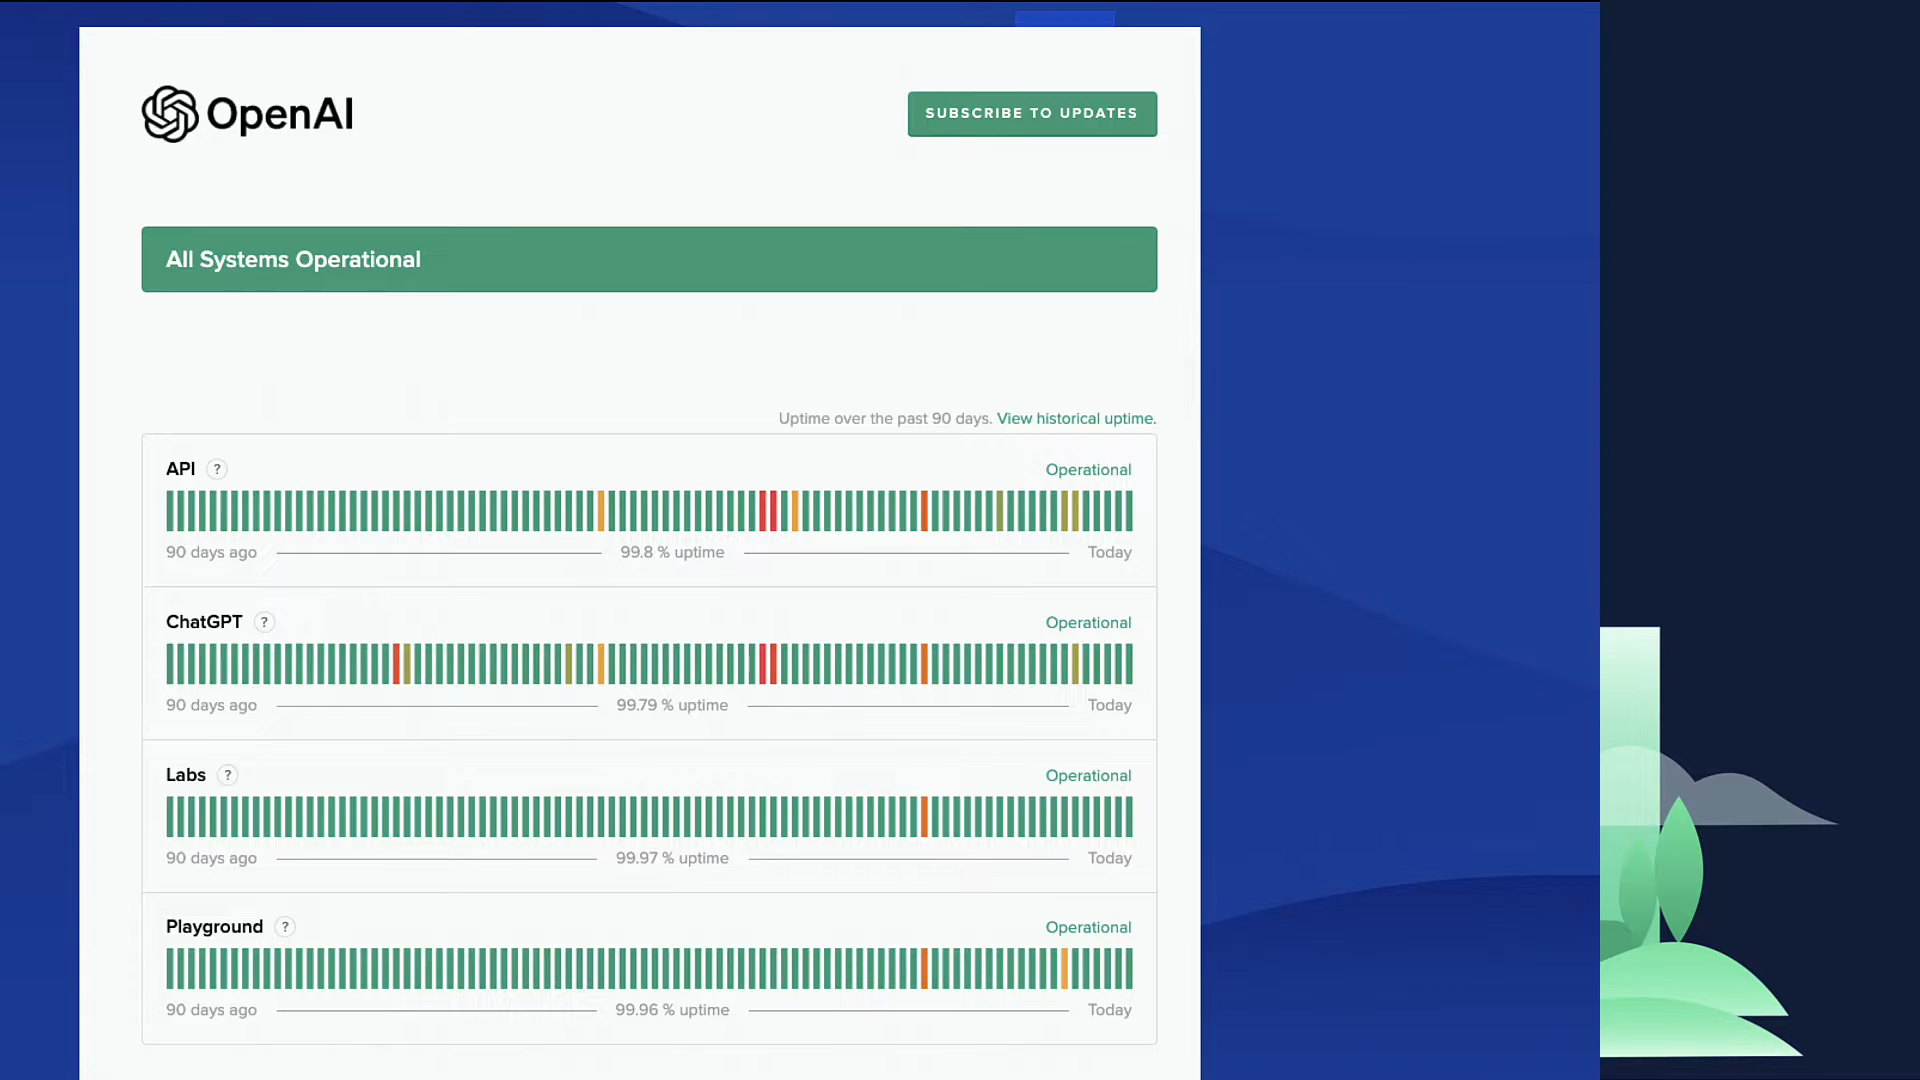 OpenAI
SUBSCRIBE TO UPDATES
All Systems Operational
Uptime over the past 90 days. View historical uptime.
API ? Operational
90 days ago 99.8 % uptime Today
ChatGPT ? Operational
90 days ago 99.79 % uptime Today
Labs ? Operational
90 days ago 99.97 % uptime Today
Playground ? Operational
90 days ago 99.96 % uptime Today